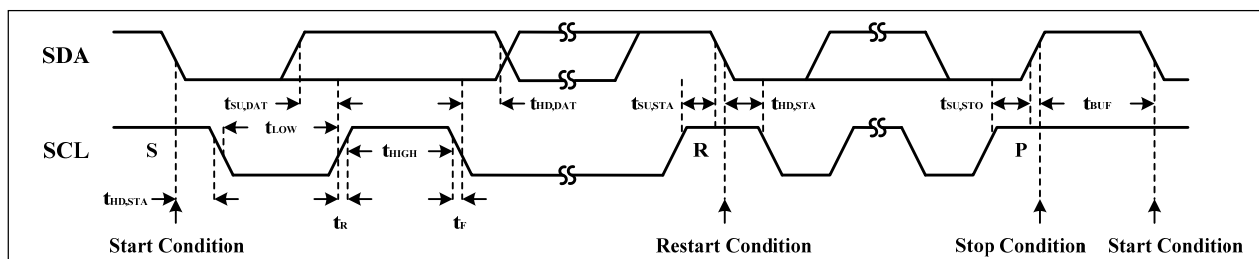 SDA
tSU,DAT
tHD,DAT
tSU,STA
tHD,STA
tSU,STO
tBUF
tLOW
SCL
S
tHIGH
R
P
tHD,STA
tR
tF
Start Condition
Restart Condition
Stop Condition
Start Condition